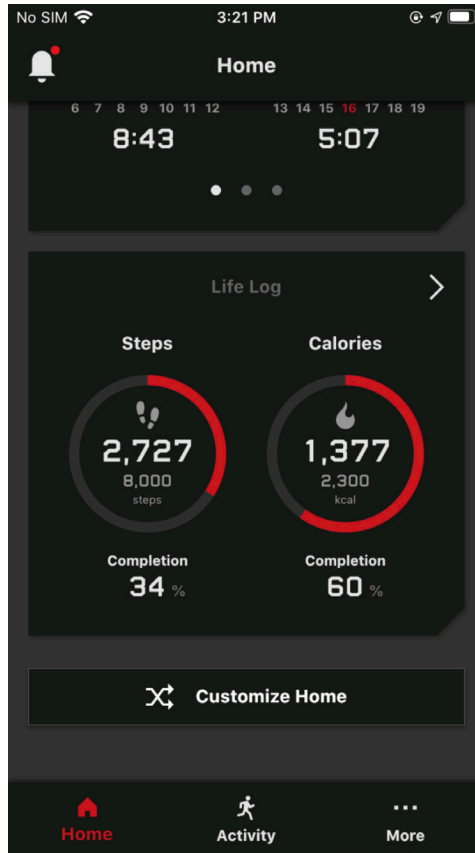 No SIM 3:21 PM
Home
6 7 8 9 10 11 12 13 14 15 16 17 18 19
8:43 5:07
Life Log
Steps Calories
2,727 1,377
8,000 2,300
steps kcal
Completion Completion
34 % 60 %
Customize Home
Home Activity More